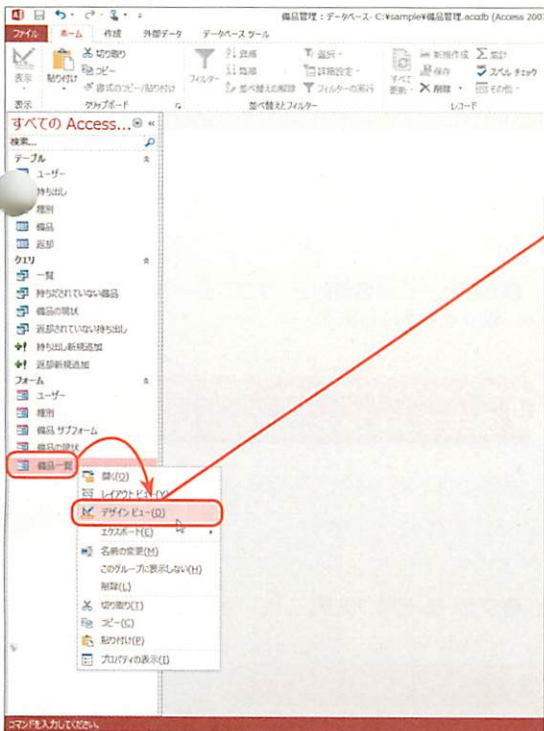 備品管理 : データベース- C:¥sample¥備品管理.accdb (Access 2007
ファイル ホーム 作成 外部データ データベース ツール
表示
貼り付け
切り取り
コピー
書式のコピー/貼り付け
フィルター
昇順
降順
並べ替えの解除
選択
詳細設定
フィルターの実行
すべて更新
新規作成
保存
削除
集計
スペル チェック
その他
表示 クリップボード 並べ替えとフィルター レコード
すべての Access...
検索...
テーブル
ユーザー
持ち出し
種別
備品
返却
クエリ
一覧
持ち出されていない備品
備品の現状
返却されていない持ち出し
持ち出し新規追加
返却新規追加
フォーム
ユーザー
種別
備品 サブフォーム
備品の現状
備品一覧
開く(O)
レイアウト ビュー(Y)
デザイン ビュー(D)
エクスポート(E)
名前の変更(M)
このグループに表示しない(H)
削除(L)
切り取り(T)
コピー(C)
貼り付け(P)
プロパティの表示(I)
コマンドを入力してください。